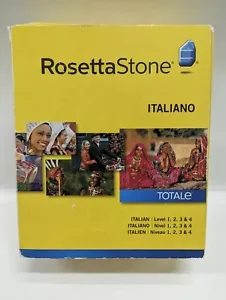 RosettaStone®
ITALIANO
TOTALe
ITALIAN : Level 1, 2, 3 & 4
ITALIANO : Nivel 1, 2, 3 & 4
ITALIEN : Niveau 1, 2, 3 & 4